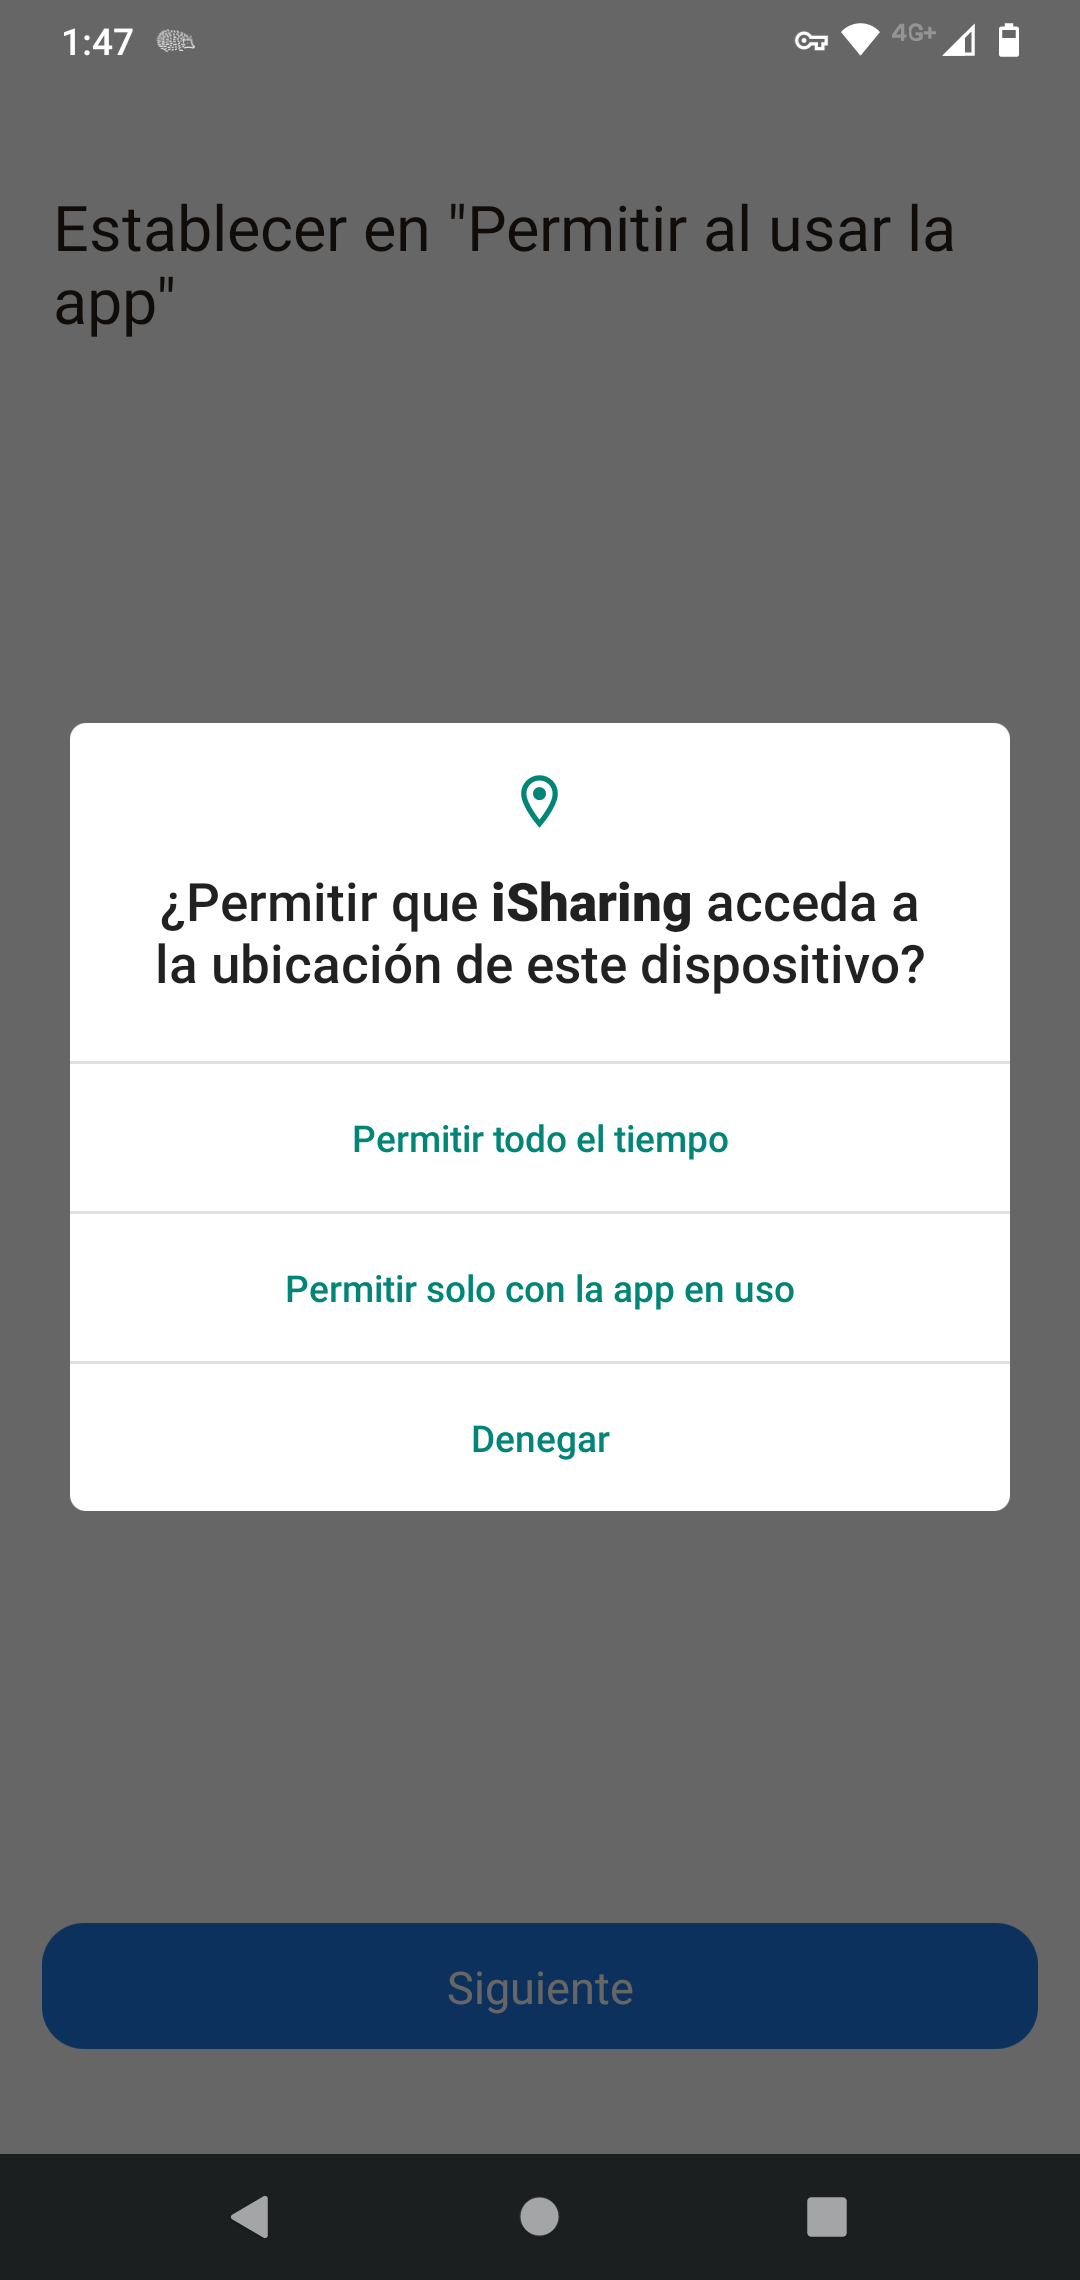 1:47
4G+
Establecer en "Permitir al usar la
app"
¿Permitir que iSharing acceda a
la ubicación de este dispositivo?
Permitir todo el tiempo
Permitir solo con la app en uso
Denegar
Siguiente